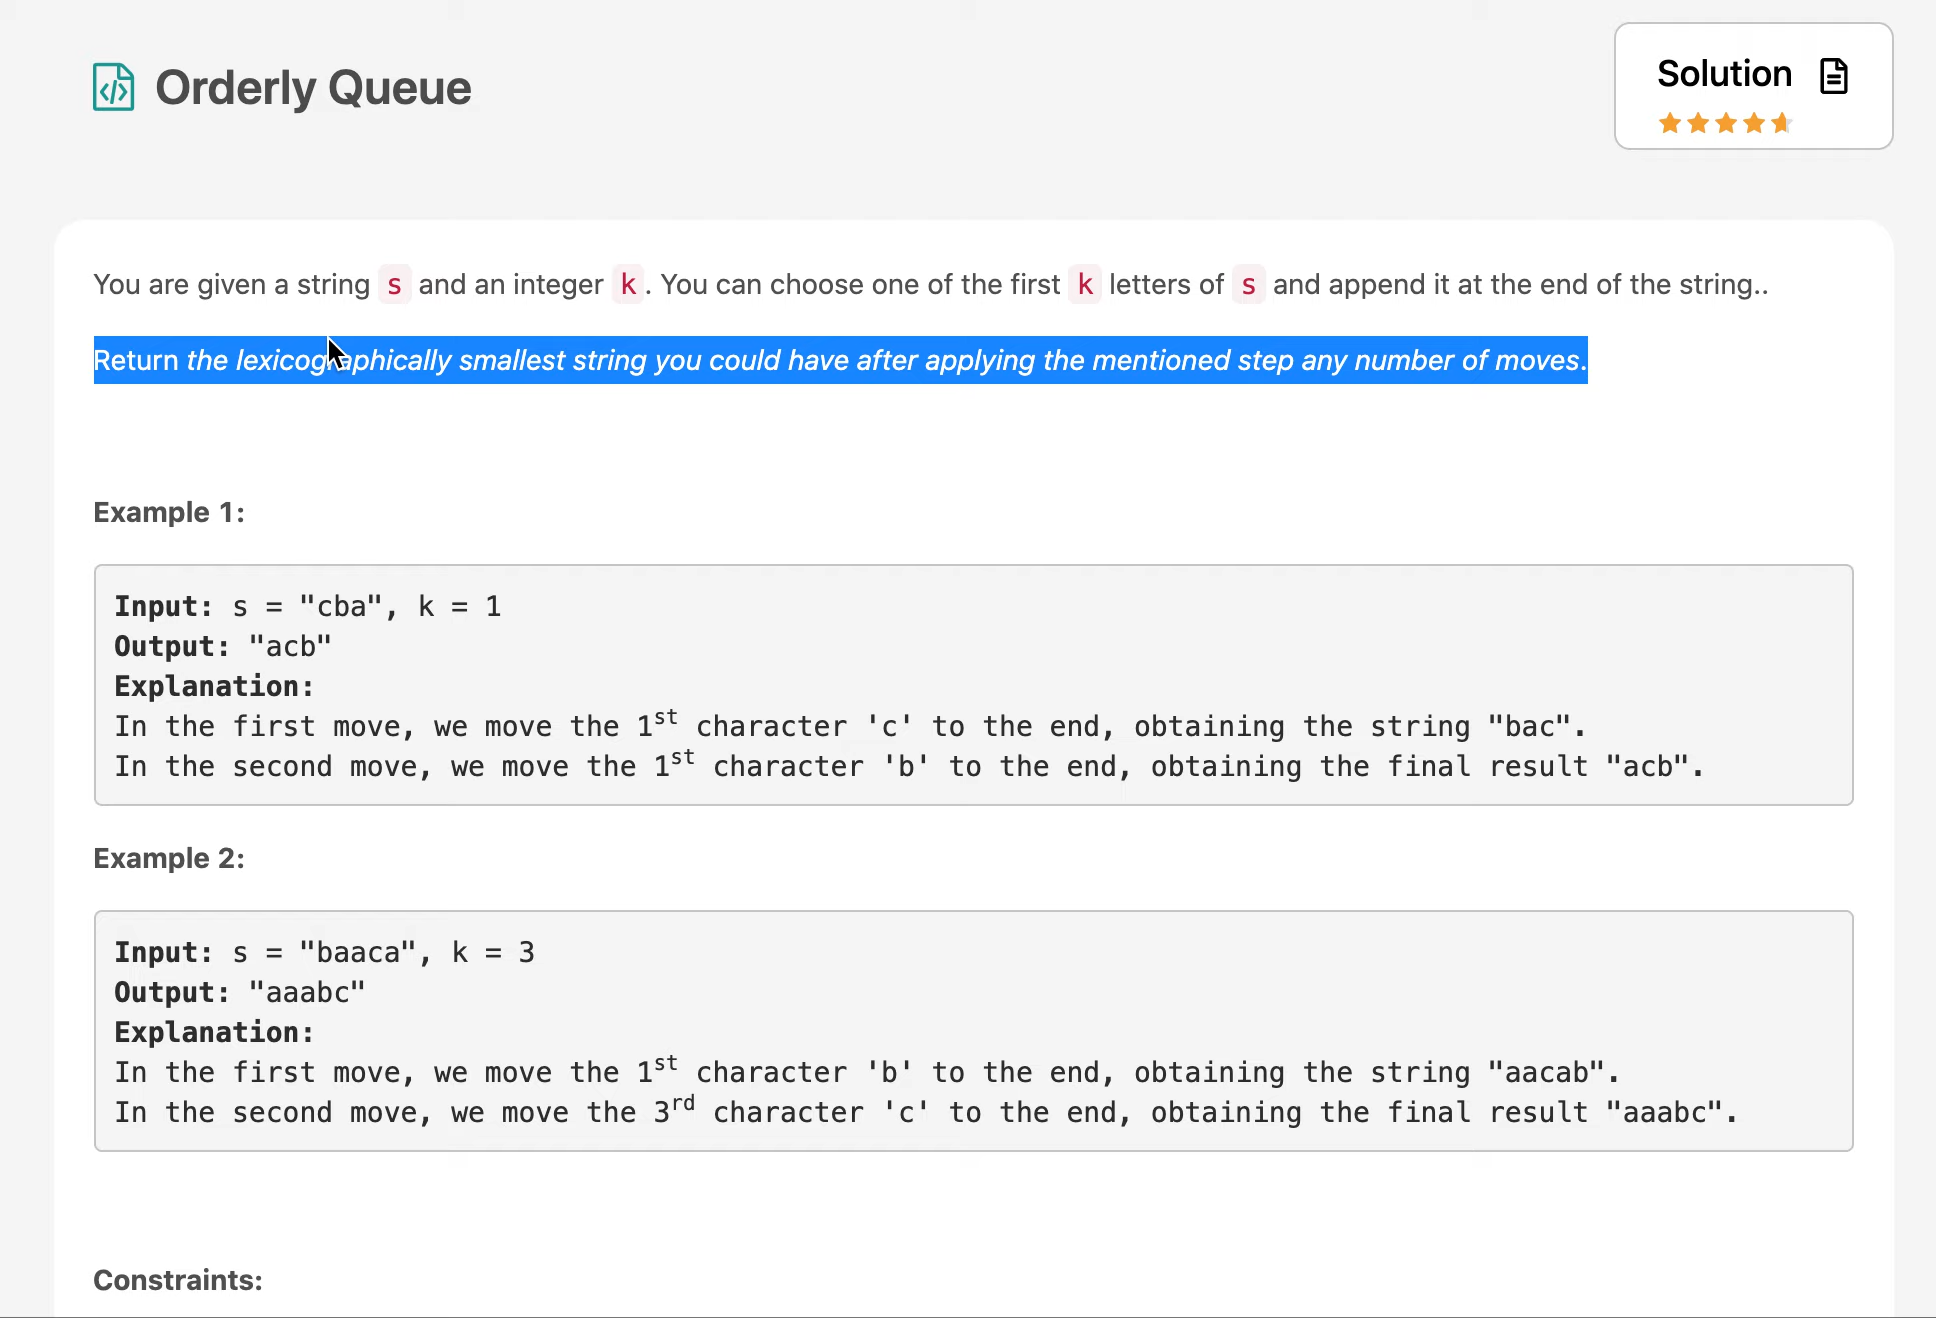 Orderly Queue
Solution
You are given a string s and an integer k. You can choose one of the first k letters of s and append it at the end of the string..
Return the lexicographically smallest string you could have after applying the mentioned step any number of moves.
Example 1:
Input: s = "cba", k = 1
Output: "acb"
Explanation:
In the first move, we move the 1st character 'c' to the end, obtaining the string "bac".
In the second move, we move the 1st character 'b' to the end, obtaining the final result "acb".
Example 2:
Input: s = "baaca", k = 3
Output: "aaabc"
Explanation:
In the first move, we move the 1st character 'b' to the end, obtaining the string "aacab".
In the second move, we move the 3rd character 'c' to the end, obtaining the final result "aaabc".
Constraints: